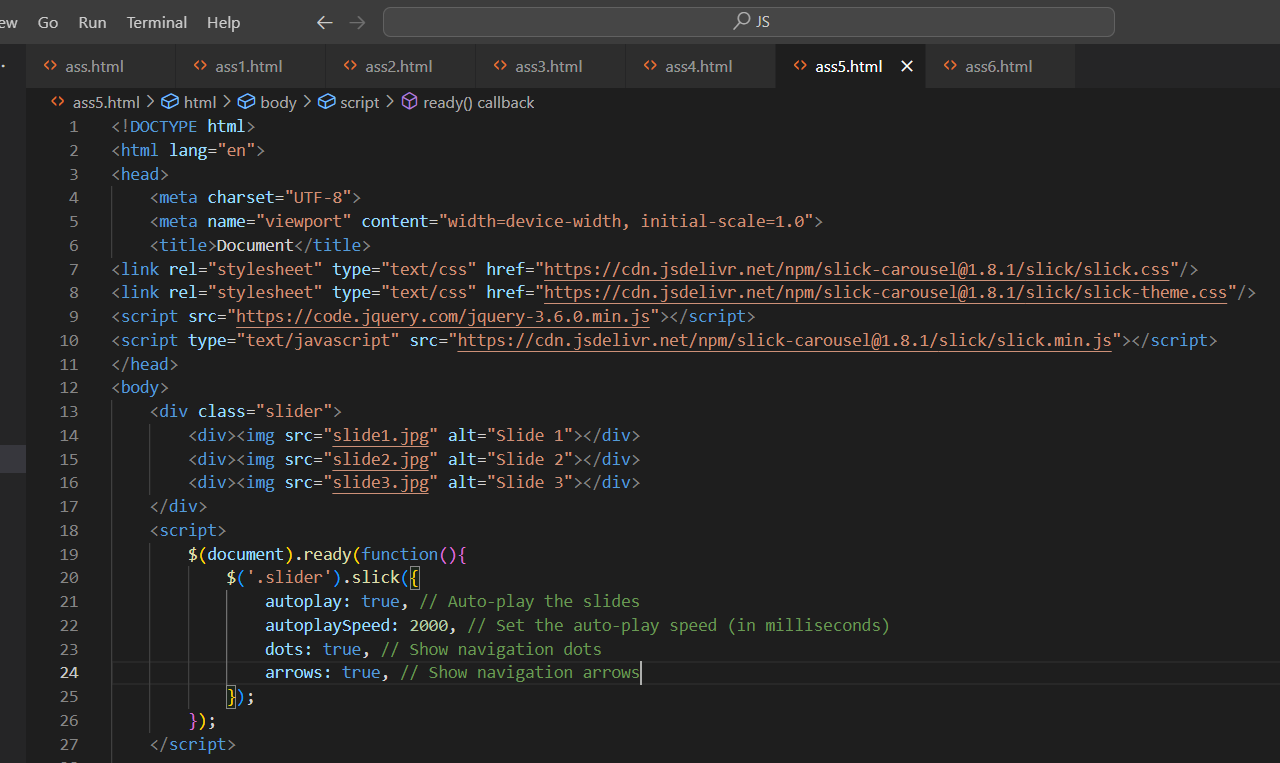 ew Go Run Terminal Help ← → JS
ass.html ass1.html ass2.html ass3.html ass4.html ass5.html ass6.html
ass5.html > html > body > script > ready() callback
1 <!DOCTYPE html>
2 <html lang="en">
3 <head>
4     <meta charset="UTF-8">
5     <meta name="viewport" content="width=device-width, initial-scale=1.0">
6     <title>Document</title>
7 <link rel="stylesheet" type="text/css" href="https://cdn.jsdelivr.net/npm/slick-carousel@1.8.1/slick/slick.css"/>
8 <link rel="stylesheet" type="text/css" href="https://cdn.jsdelivr.net/npm/slick-carousel@1.8.1/slick/slick-theme.css"/>
9 <script src="https://code.jquery.com/jquery-3.6.0.min.js"></script>
10 <script type="text/javascript" src="https://cdn.jsdelivr.net/npm/slick-carousel@1.8.1/slick/slick.min.js"></script>
11 </head>
12 <body>
13     <div class="slider">
14         <div><img src="slide1.jpg" alt="Slide 1"></div>
15         <div><img src="slide2.jpg" alt="Slide 2"></div>
16         <div><img src="slide3.jpg" alt="Slide 3"></div>
17     </div>
18     <script>
19         $(document).ready(function(){
20             $('.slider').slick({
21                 autoplay: true, // Auto-play the slides
22                 autoplaySpeed: 2000, // Set the auto-play speed (in milliseconds)
23                 dots: true, // Show navigation dots
24                 arrows: true, // Show navigation arrows
25             });
26         });
27     </script>